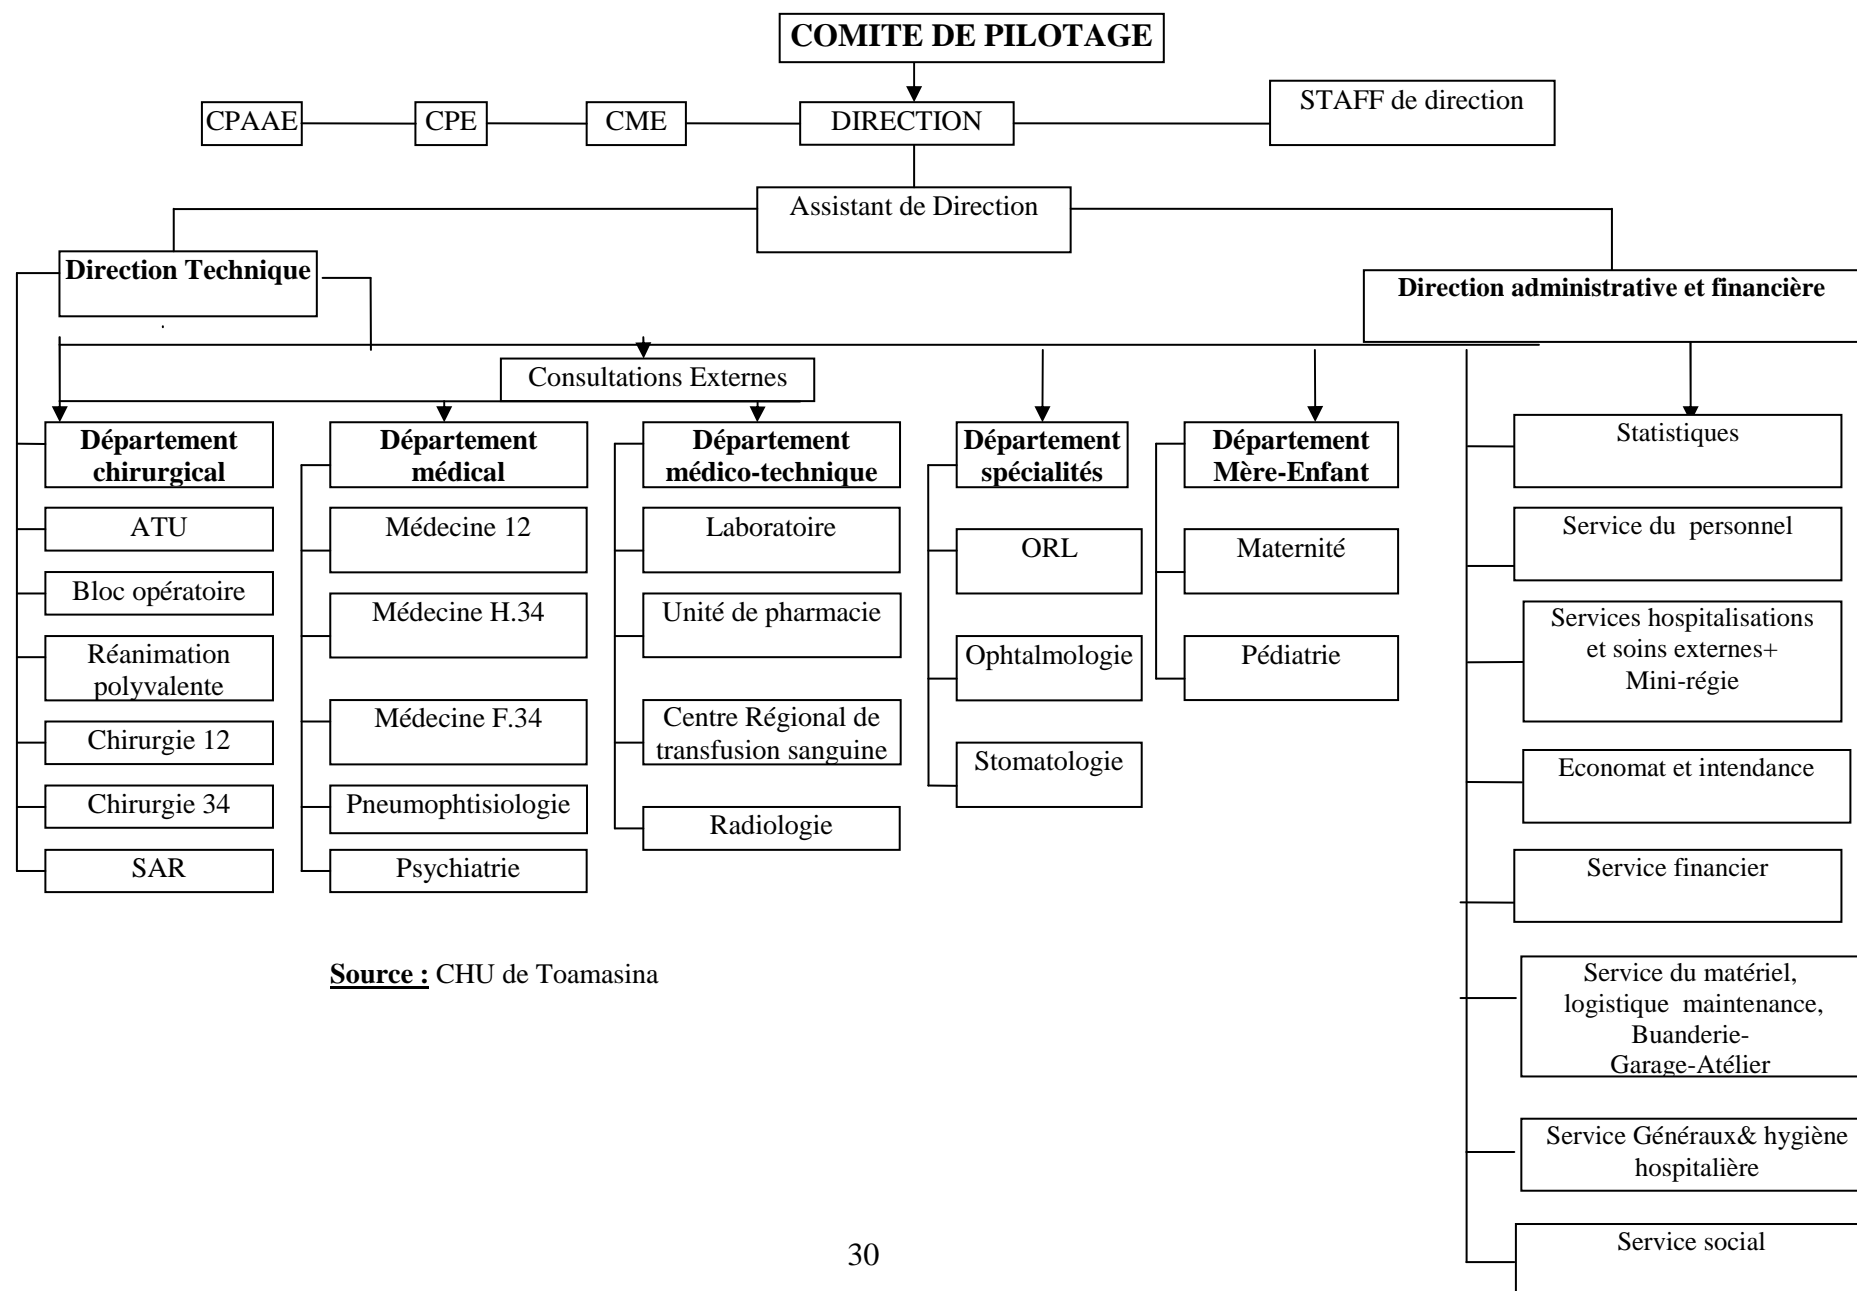 COMITE DE PILOTAGE
CPAAE
CPE
CME
DIRECTION
STAFF de direction
Assistant de Direction
Direction Technique
.
Direction administrative et financière
Consultations Externes
Département
chirurgical
ATU
Bloc opératoire
Réanimation
polyvalente
Chirurgie 12
Chirurgie 34
SAR
Département
médical
Médecine 12
Médecine H.34
Médecine F.34
Pneumophtisiologie
Psychiatrie
Département
médico-technique
Laboratoire
Unité de pharmacie
Centre Régional de
transfusion sanguine
Radiologie
Département
spécialités
ORL
Ophtalmologie
Stomatologie
Département
Mère-Enfant
Maternité
Pédiatrie
Statistiques
Service du  personnel
Services hospitalisations
et soins externes+
Mini-régie
Economat et intendance
Service financier
Service du matériel,
logistique  maintenance,
Buanderie-
Garage-Atélier
Service Généraux& hygiène
hospitalière
Service social
Source : CHU de Toamasina
30